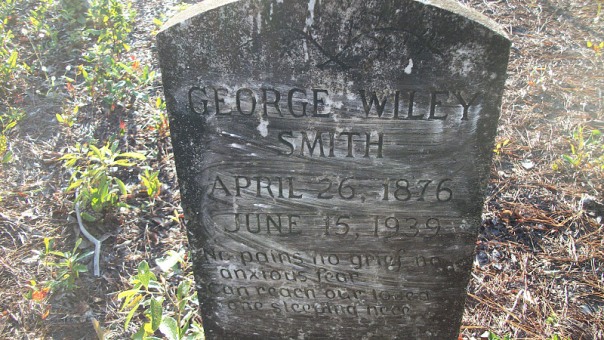 GEORGE WILEY
SMITH
APRIL 26, 1876
JUNE 15, 1939
No pains no grief no
anxious fear
can reach our loved
one sleeping here